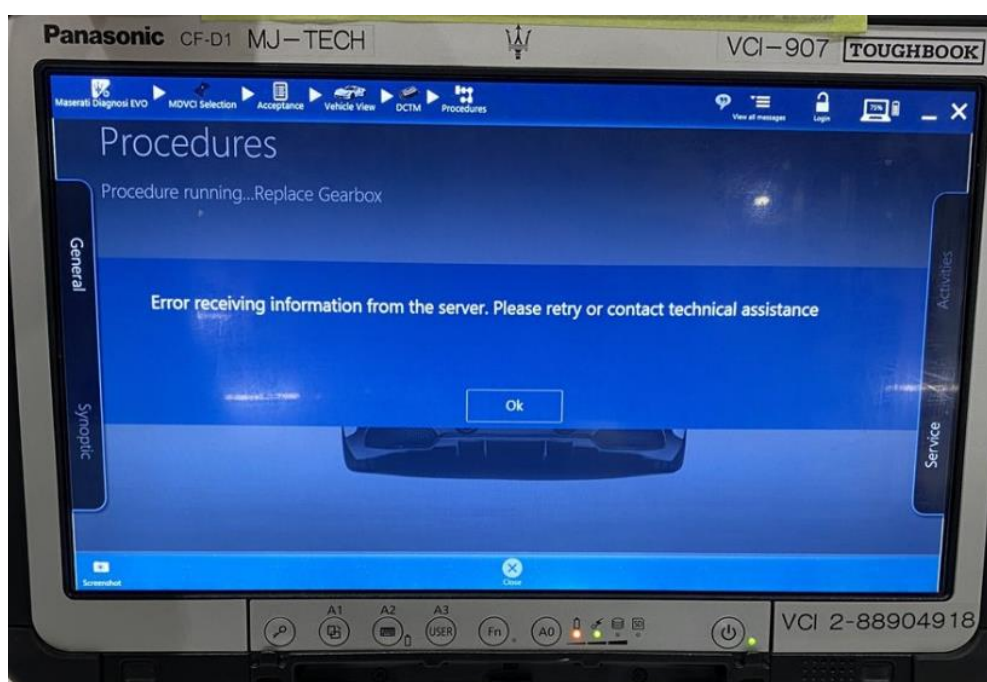 Panasonic CF-D1 MJ-TECH VCI-907 TOUGHBOOK
Maserati Diagnosi EVO MDVCI Selection Acceptance Vehicle View DCTM Procedures View all messages Login 75%
Procedures
Procedure running...Replace Gearbox
General
Activities
Error receiving information from the server. Please retry or contact technical assistance
Ok
Synoptic
Service
Screenshot
Close
A1 A2 A3
USER Fn A0 SD
VCI 2-88904918